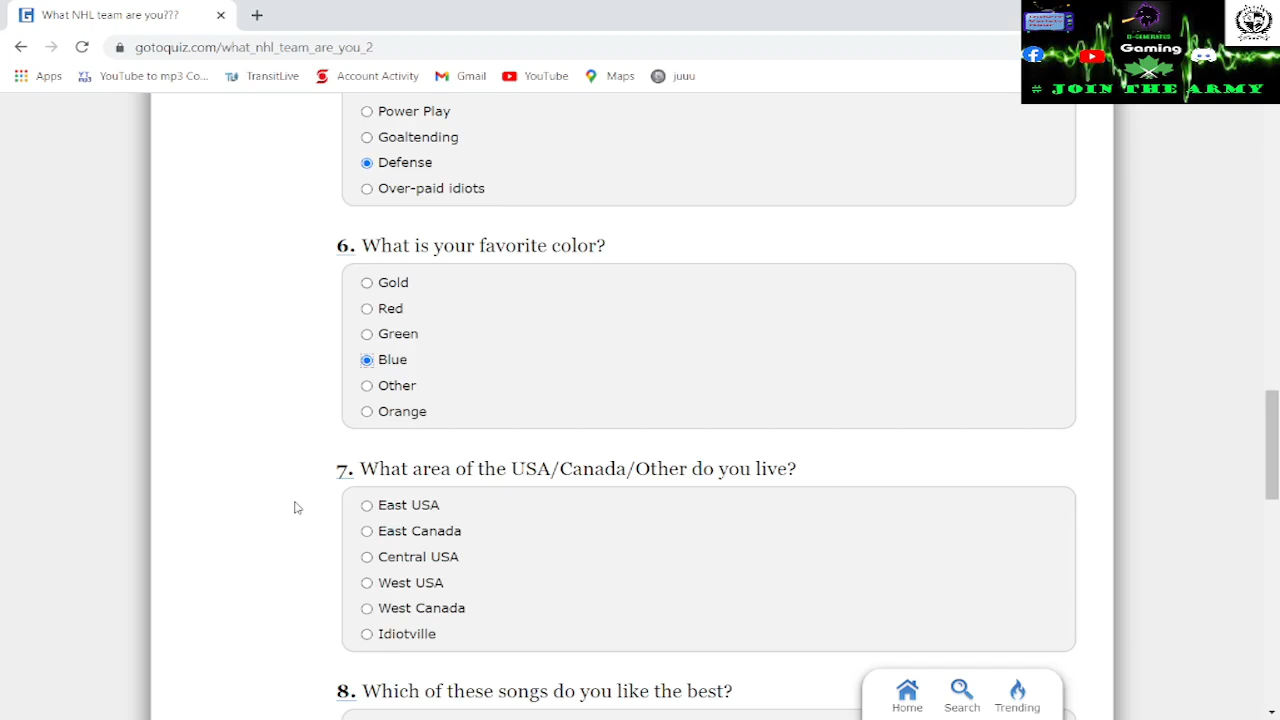 What NHL team are you???
gotoquiz.com/what_nhl_team_are_you_2
Apps YouTube to mp3 Co... TransitLive Account Activity Gmail YouTube Maps juuu
Gaming
# JOIN THE ARMY
Power Play
Goaltending
Defense
Over-paid idiots
6. What is your favorite color?
Gold
Red
Green
Blue
Other
Orange
7. What area of the USA/Canada/Other do you live?
East USA
East Canada
Central USA
West USA
West Canada
Idiotville
8. Which of these songs do you like the best?
Home Search Trending